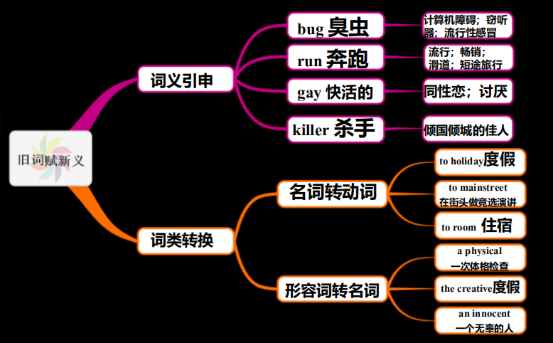 旧词赋新义
词义引申
bug 臭虫
计算机障碍；窃听
器；流行性感冒
run 奔跑
流行；畅销；
滑道；短途旅行
gay 快活的
同性恋；讨厌
killer 杀手
倾国倾城的佳人
词类转换
名词转动词
to holiday度假
to mainstreet
在街头做竞选演讲
to room 住宿
形容词转名词
a physical
一次体格检查
the creative度假
an innocent
一个无辜的人